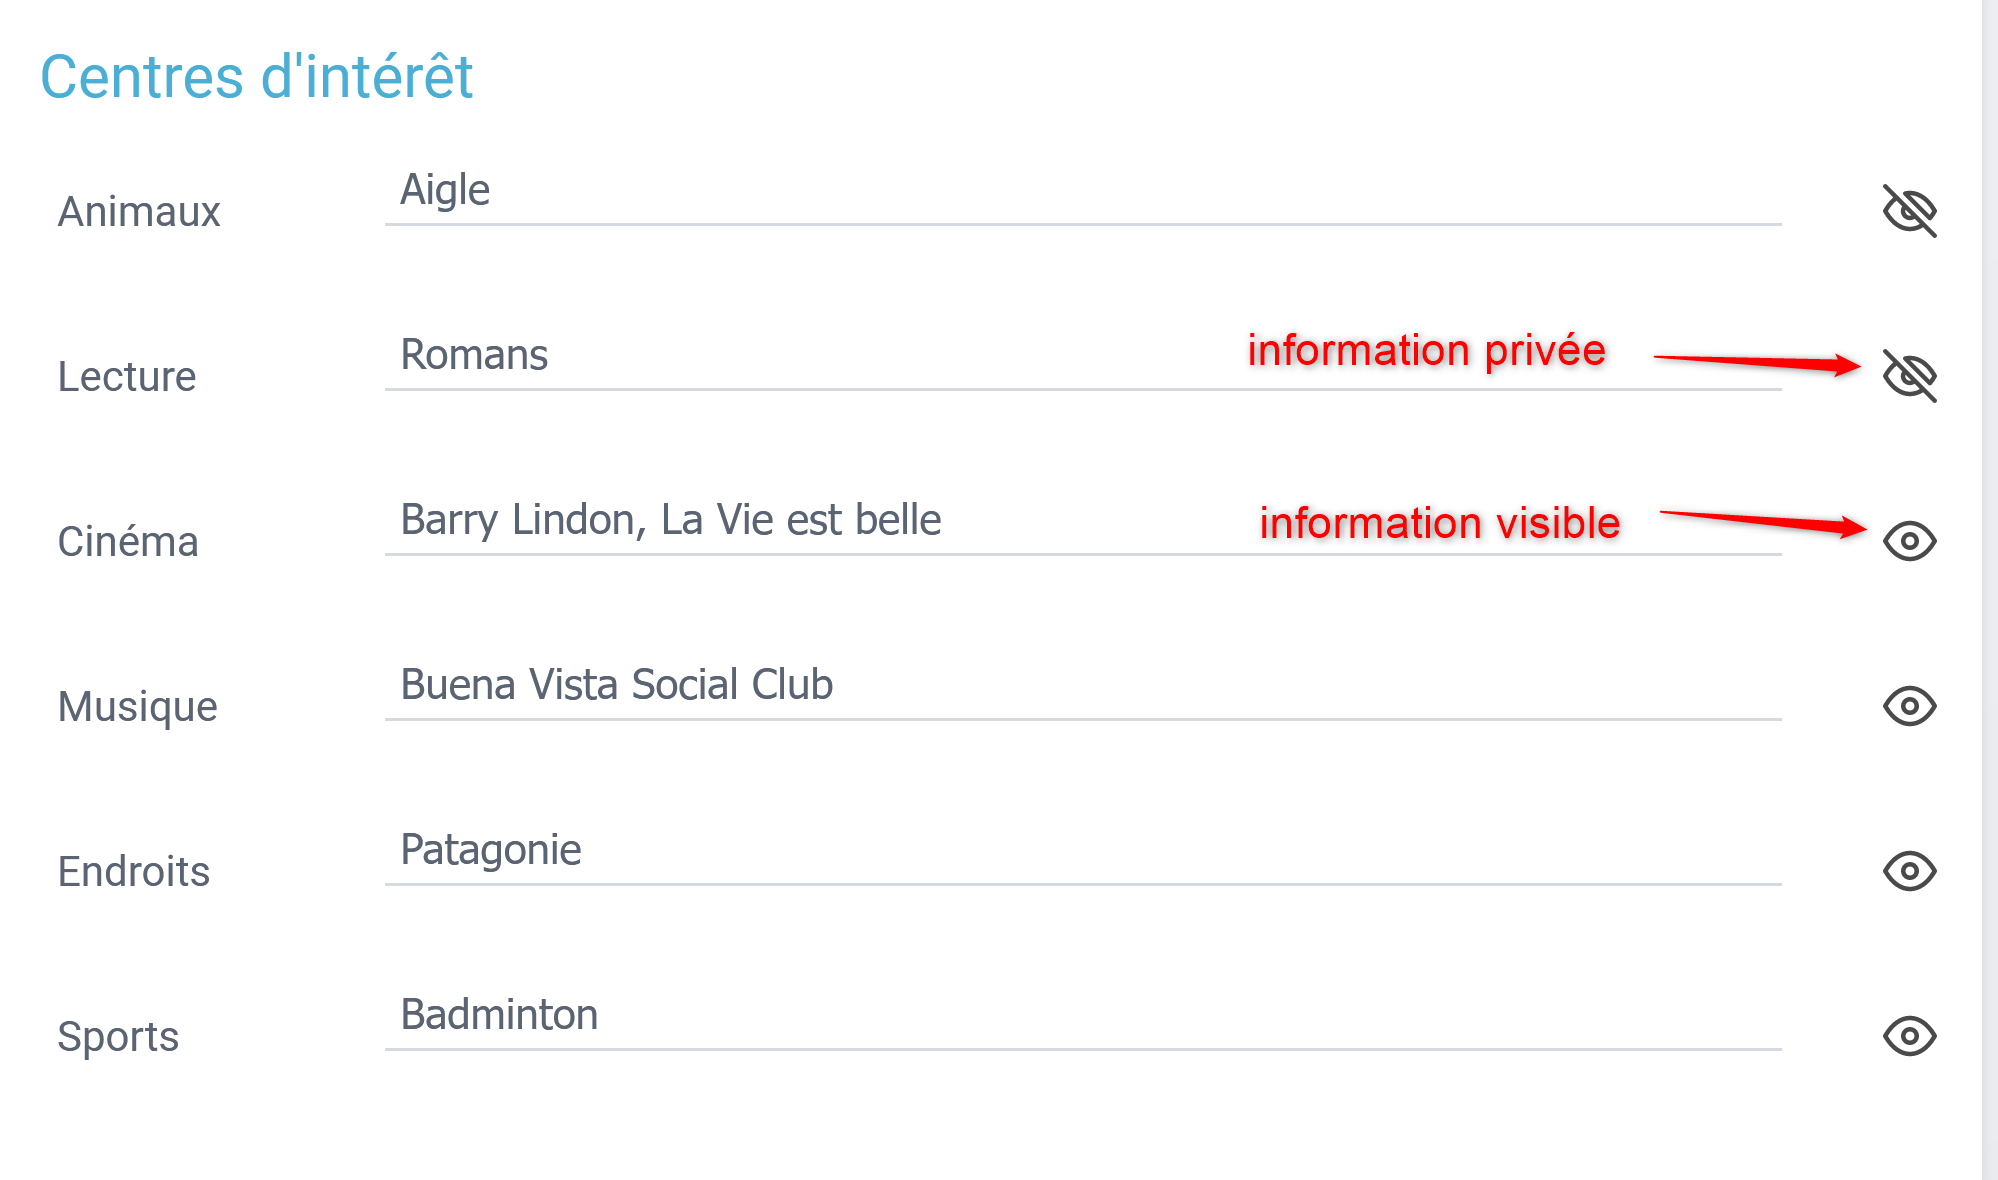 Centres d'intérêt
Animaux Aigle
Lecture Romans information privée
Cinéma Barry Lindon, La Vie est belle information visible
Musique Buena Vista Social Club
Endroits Patagonie
Sports Badminton